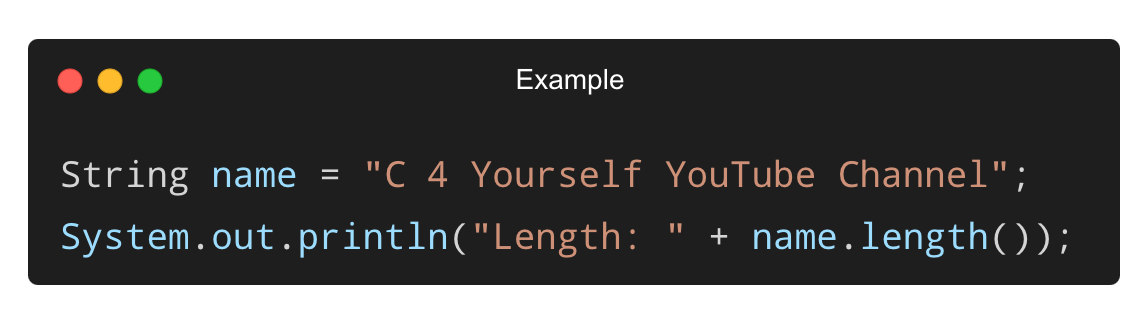 Example
String name = "C 4 Yourself YouTube Channel";
System.out.println("Length: " + name.length());